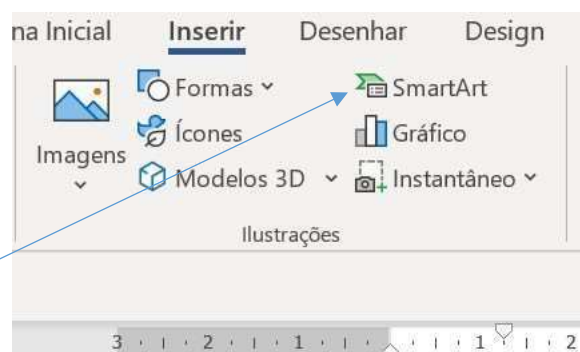 na Inicial Inserir Desenhar Design
Imagens
Formas
Ícones
Modelos 3D
SmartArt
Gráfico
Instantâneo
Ilustrações
3 2 1 1 2